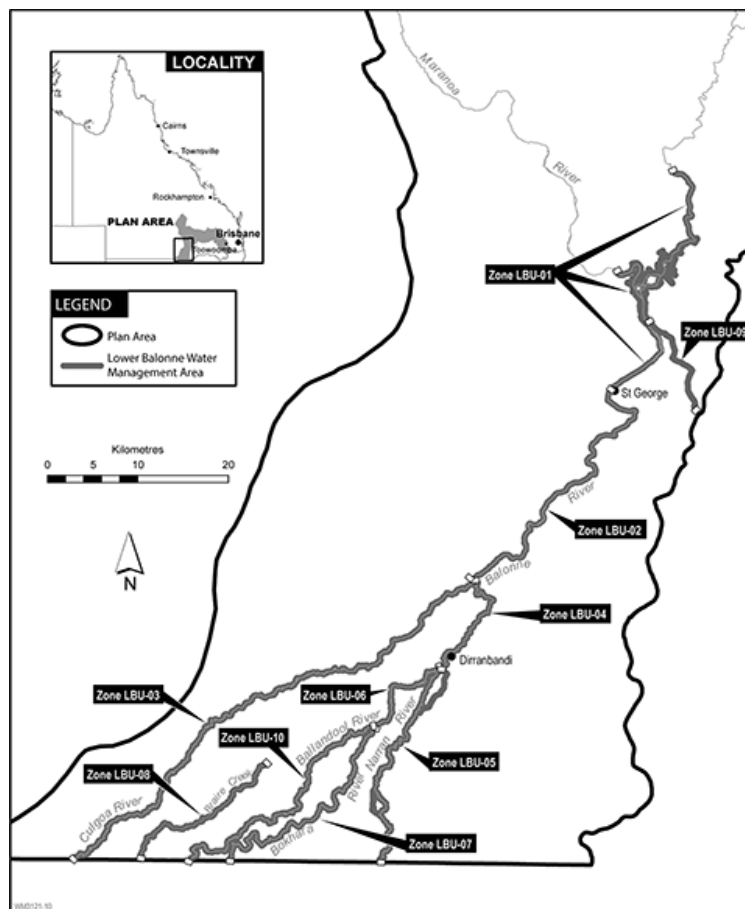 LOCALITY
Cairns
Townsville
Rockhampton
PLAN AREA
Brisbane
Toowoomba
LEGEND
Plan Area
Lower Balonne Water
Management Area
Kilometres
0 5 10 20
N
Maranoa
River
Zone LBU-01
Zone LBU-09
St George
River
Zone LBU-02
Balonne
Zone LBU-04
Dirranbandi
Zone LBU-06
Zone LBU-03
Ballandool River
Narran River
Zone LBU-10
Zone LBU-05
Zone LBU-08
Braire Creek
Culgoa River
Bokhara River
Zone LBU-07